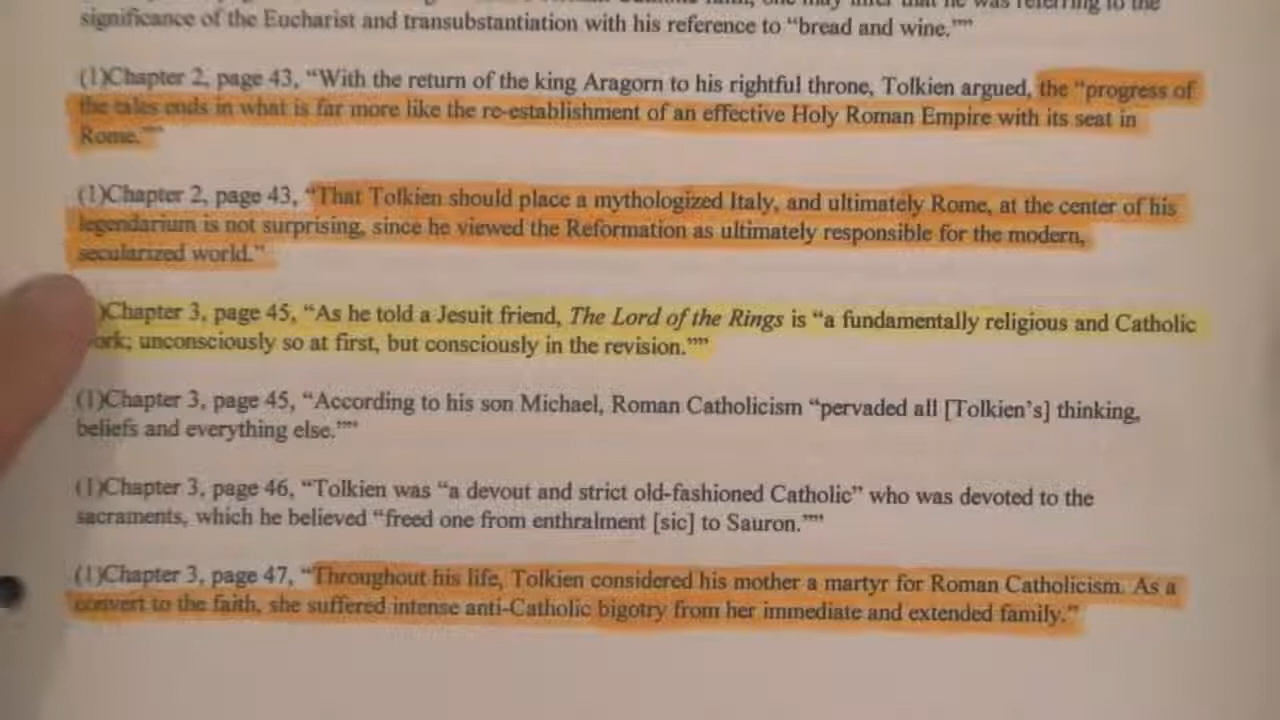 significance of the Eucharist and transubstantiation with his reference to “bread and wine.””
(1)Chapter 2, page 43, “With the return of the king Aragorn to his rightful throne, Tolkien argued, the “progress of
the tales ends in what is far more like the re-establishment of an effective Holy Roman Empire with its seat in
Rome.””
(1)Chapter 2, page 43, “That Tolkien should place a mythologized Italy, and ultimately Rome, at the center of his
legendarium is not surprising, since he viewed the Reformation as ultimately responsible for the modern,
secularized world.”
)Chapter 3, page 45, “As he told a Jesuit friend, The Lord of the Rings is “a fundamentally religious and Catholic
ork; unconsciously so at first, but consciously in the revision.””
(1)Chapter 3, page 45, “According to his son Michael, Roman Catholicism “pervaded all [Tolkien’s] thinking,
beliefs and everything else.””
(1)Chapter 3, page 46, “Tolkien was “a devout and strict old-fashioned Catholic” who was devoted to the
sacraments, which he believed “freed one from enthralment [sic] to Sauron.””
(1)Chapter 3, page 47, “Throughout his life, Tolkien considered his mother a martyr for Roman Catholicism. As a
convert to the faith, she suffered intense anti-Catholic bigotry from her immediate and extended family.”